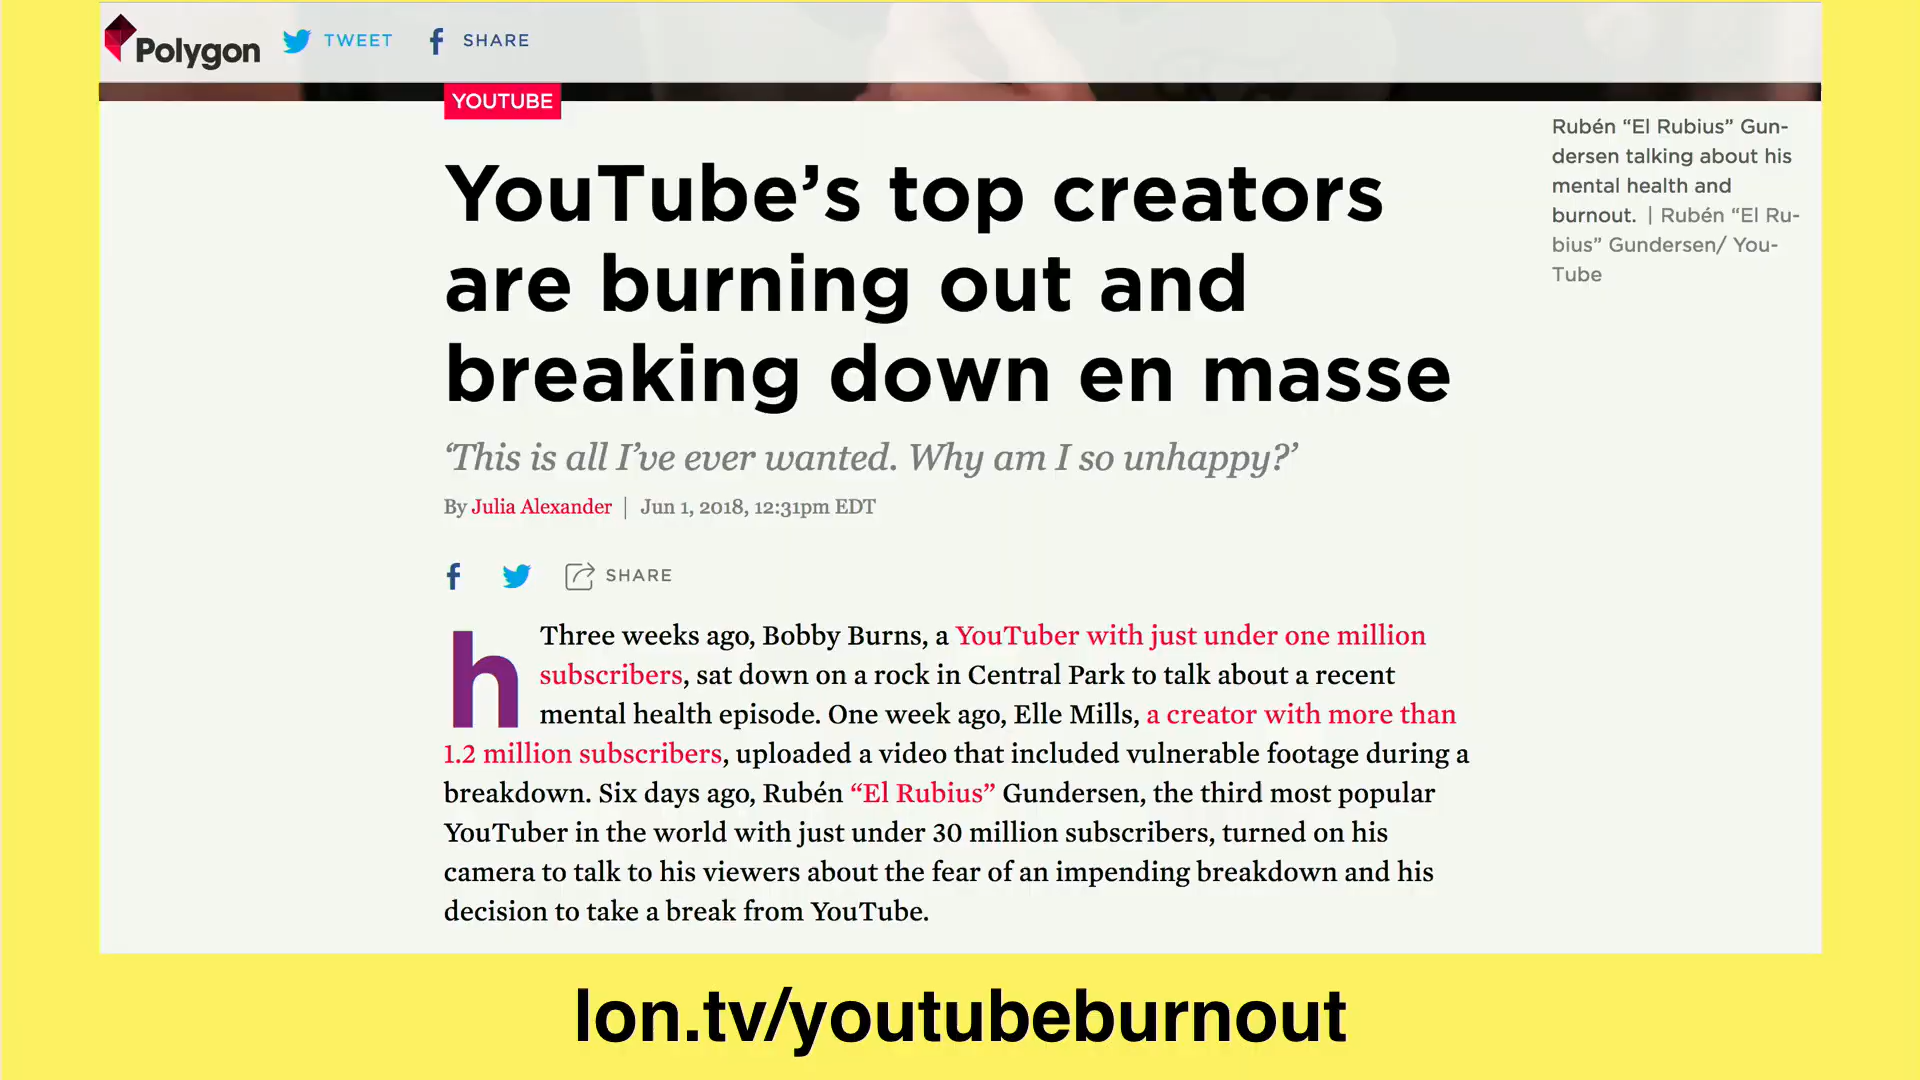 Polygon TWEET SHARE
YOUTUBE
YouTube’s top creators
are burning out and
breaking down en masse
‘This is all I’ve ever wanted. Why am I so unhappy?’
By Julia Alexander | Jun 1, 2018, 12:31pm EDT
SHARE
h
Three weeks ago, Bobby Burns, a YouTuber with just under one million
subscribers, sat down on a rock in Central Park to talk about a recent
mental health episode. One week ago, Elle Mills, a creator with more than
1.2 million subscribers, uploaded a video that included vulnerable footage during a
breakdown. Six days ago, Rubén “El Rubius” Gundersen, the third most popular
YouTuber in the world with just under 30 million subscribers, turned on his
camera to talk to his viewers about the fear of an impending breakdown and his
decision to take a break from YouTube.
Rubén “El Rubius” Gun-
dersen talking about his
mental health and
burnout. | Rubén “El Ru-
bius” Gundersen/ You-
Tube
lon.tv/youtubeburnout